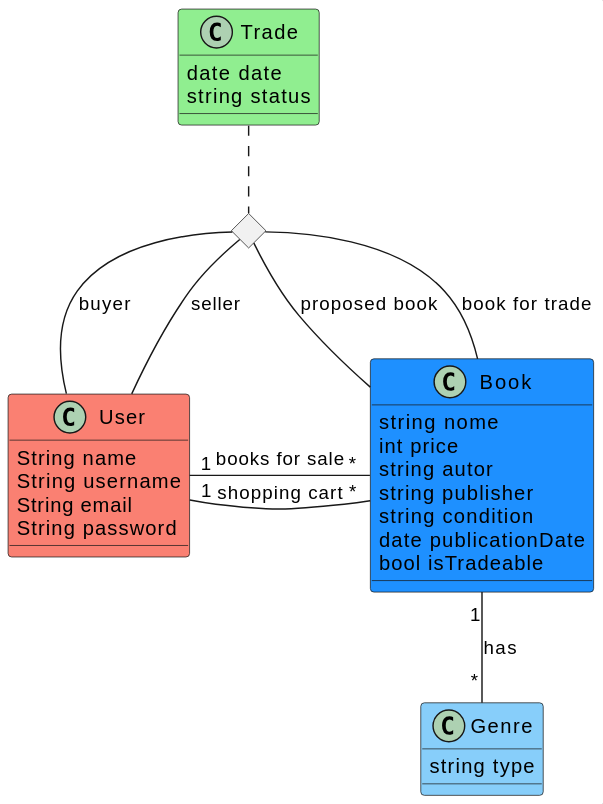 C Trade
date date
string status
buyer
seller
proposed book
book for trade
C User
String name
String username
String email
String password
1 books for sale *
1 shopping cart *
C Book
string nome
int price
string autor
string publisher
string condition
date publicationDate
bool isTradeable
1
has
*
C Genre
string type